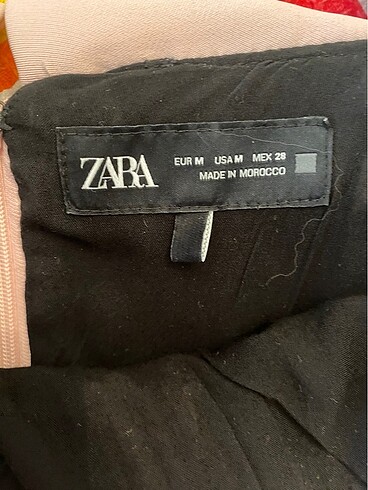 ZARA
EUR M USA M MEX 28
MADE IN MOROCCO